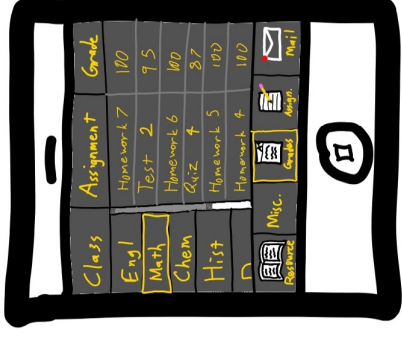 Class Assignment Grade
Engl
Math
Chem
Hist
Homework 7 100
Test 2 95
Homework 6 100
Quiz 4 87
Homework 5 100
Homework 4 100
Resource Misc. Grades Assign. Mail